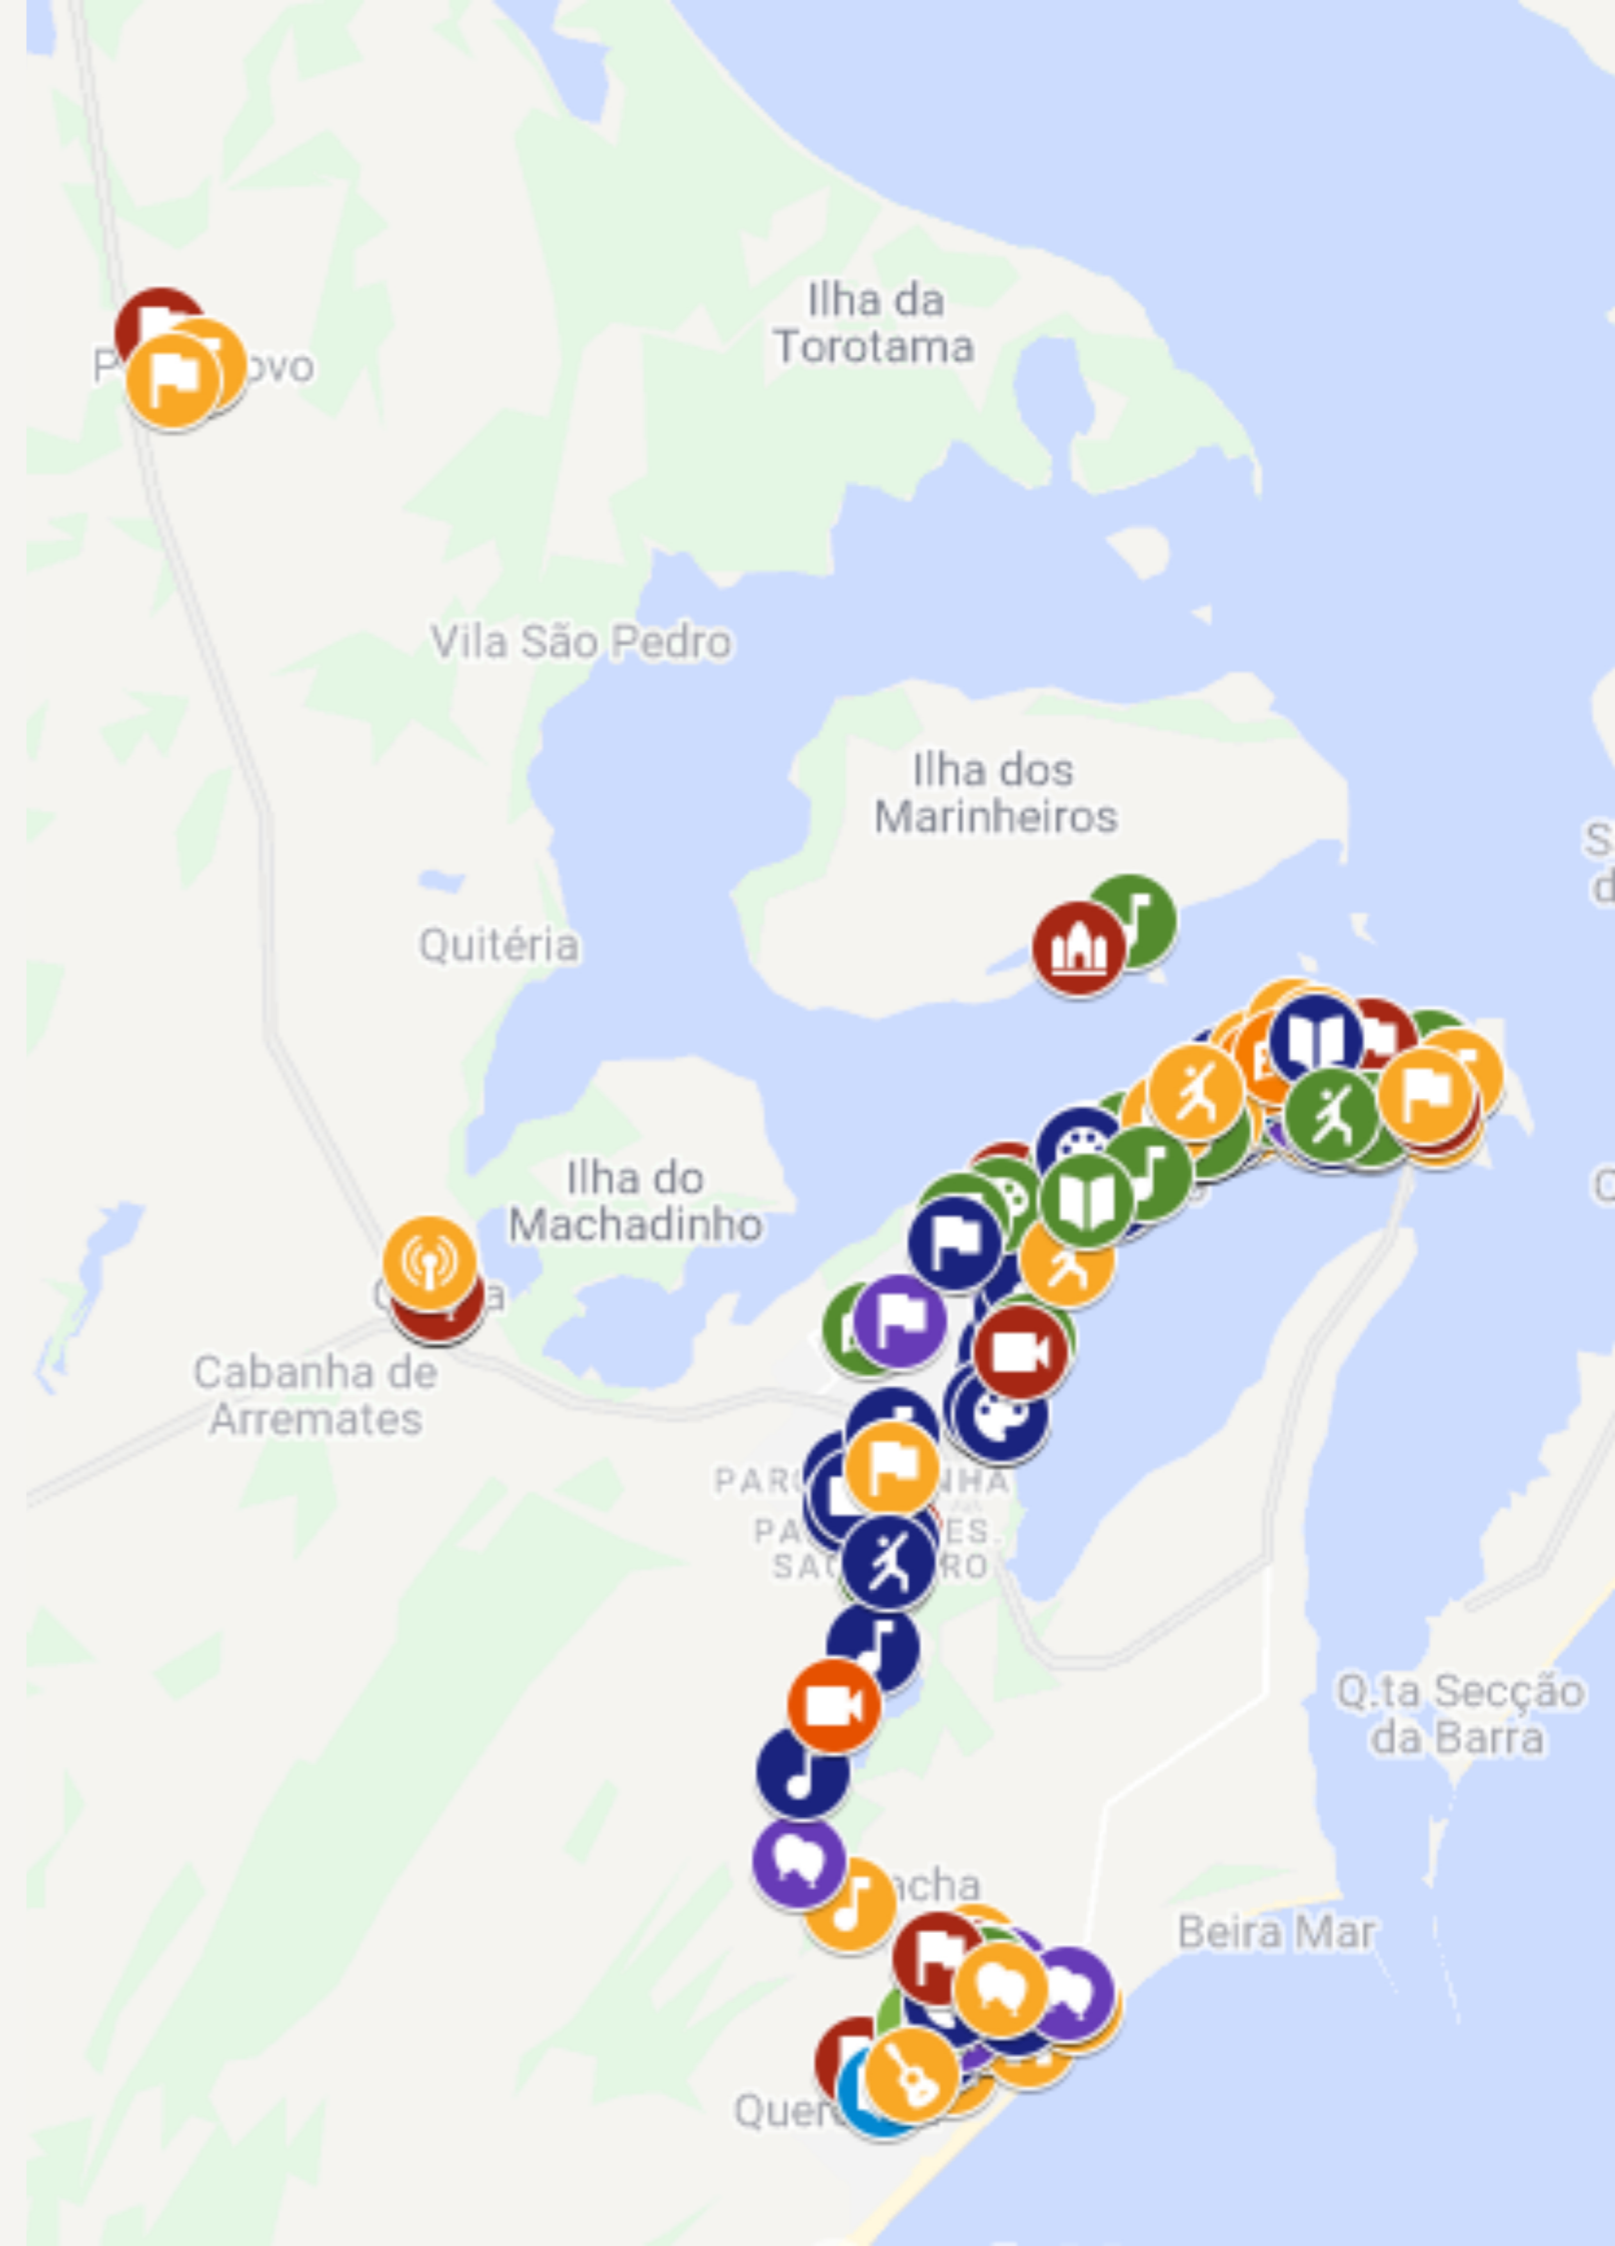 Ilha da
Torotama
Vila São Pedro
Ilha dos
Marinheiros
Quitéria
Ilha do
Machadinho
Cabanha de
Arremates
Q.ta Secção
da Barra
Beira Mar